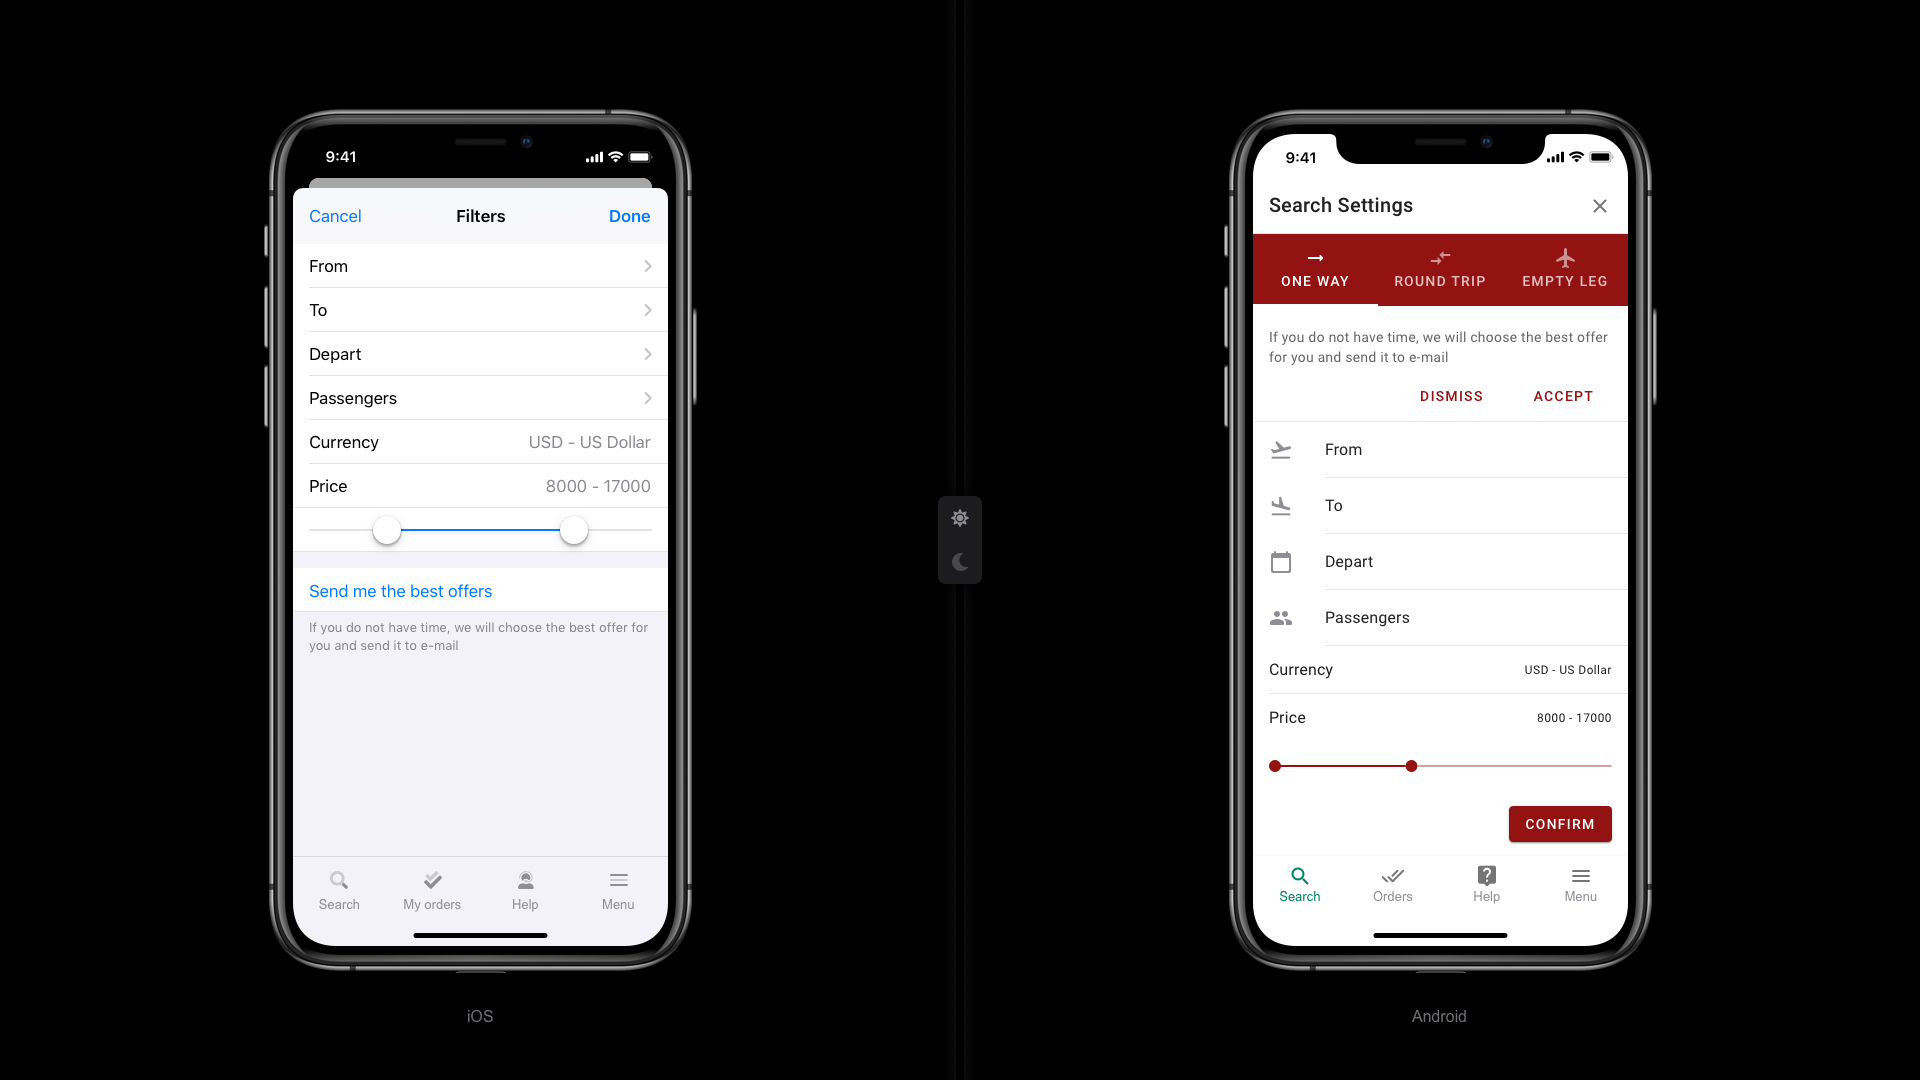 9:41
Cancel Filters Done
From
To
Depart
Passengers
Currency USD - US Dollar
Price 8000 - 17000
Send me the best offers
If you do not have time, we will choose the best offer for
you and send it to e-mail
Search My orders Help Menu
iOS
9:41
Search Settings
ONE WAY ROUND TRIP EMPTY LEG
If you do not have time, we will choose the best offer
for you and send it to e-mail
DISMISS ACCEPT
From
To
Depart
Passengers
Currency USD - US Dollar
Price 8000 - 17000
CONFIRM
Search Orders Help Menu
Android